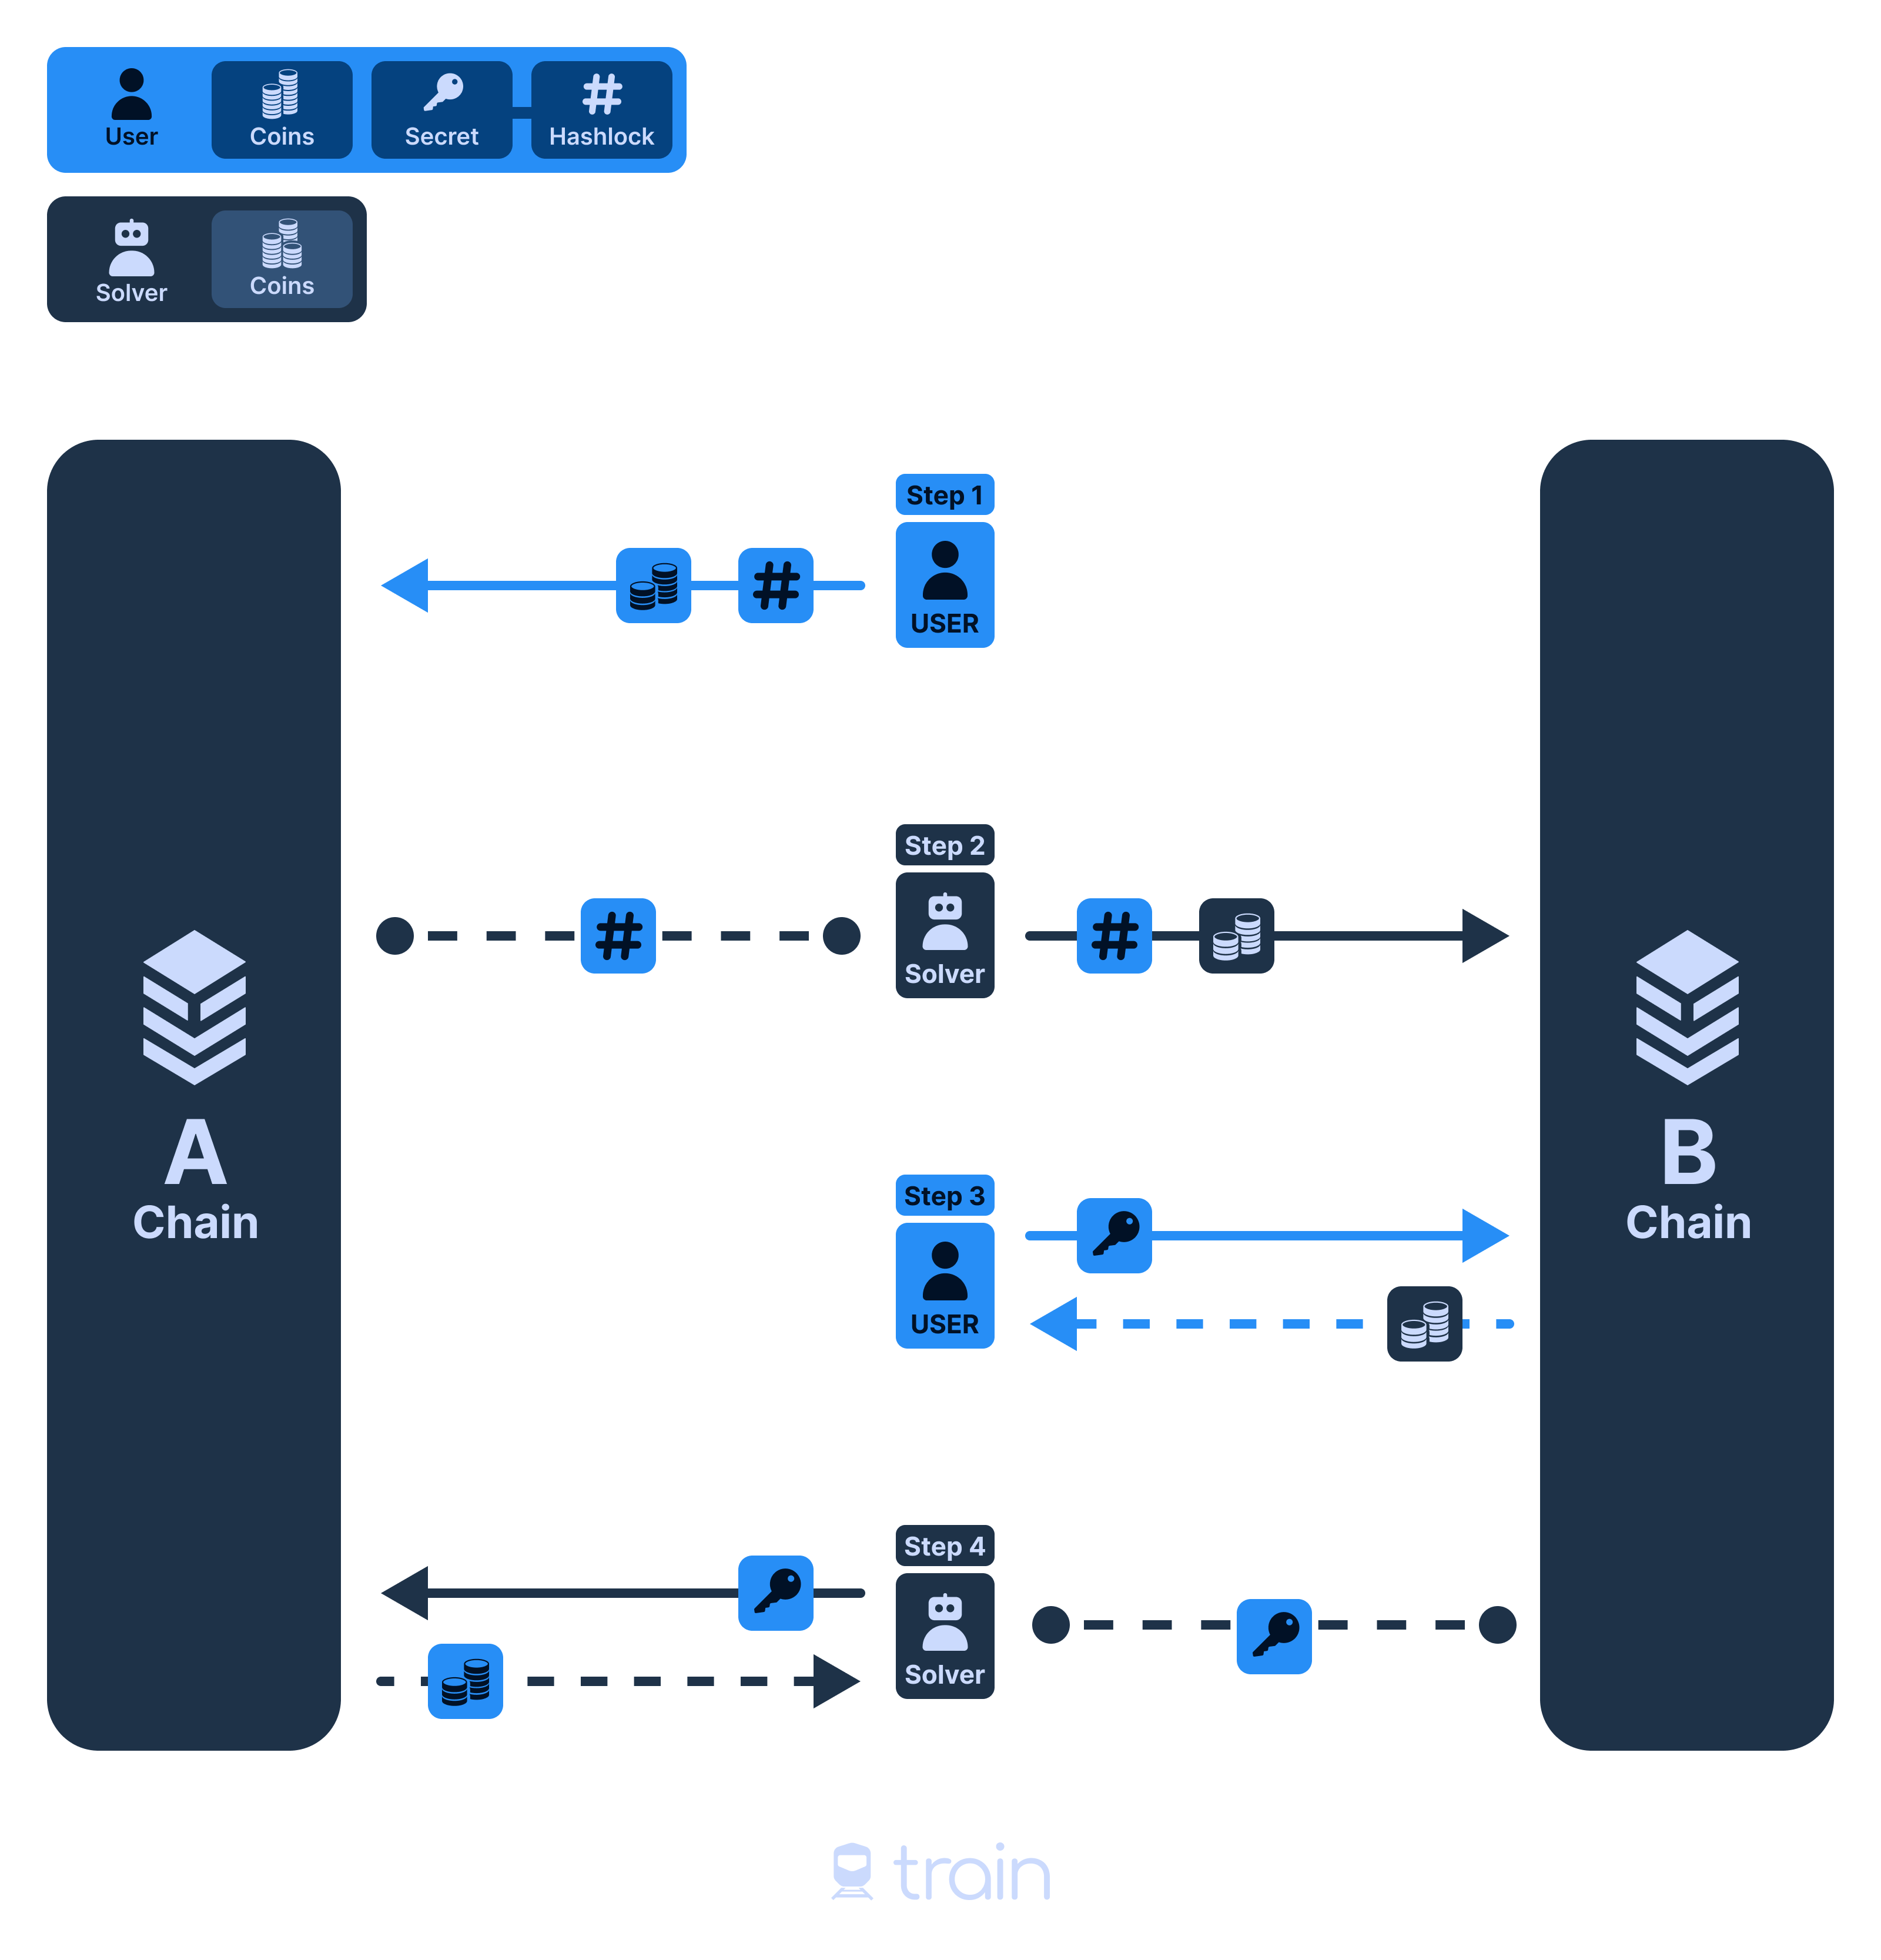 User
Coins
Secret
Hashlock
Solver
Coins
Step 1
USER
Step 2
Solver
A
Chain
B
Chain
Step 3
USER
Step 4
Solver
train